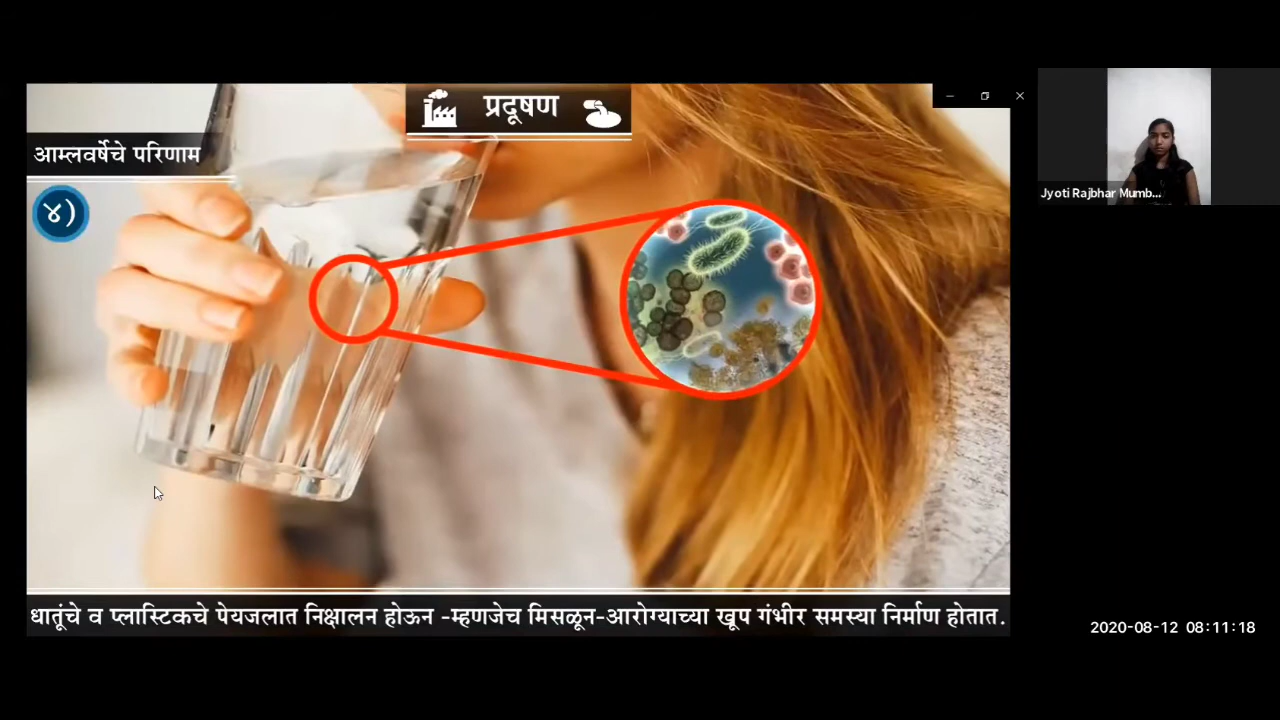 प्रदूषण
आम्लवर्षेचे परिणाम
४)
Jyoti Rajbhar Mumb...
धातूंचे व प्लास्टिकचे पेयजलात निक्षालन होऊन -म्हणजेच मिसळून-आरोग्याच्या खूप गंभीर समस्या निर्माण होतात.
2020-08-12 08:11:18